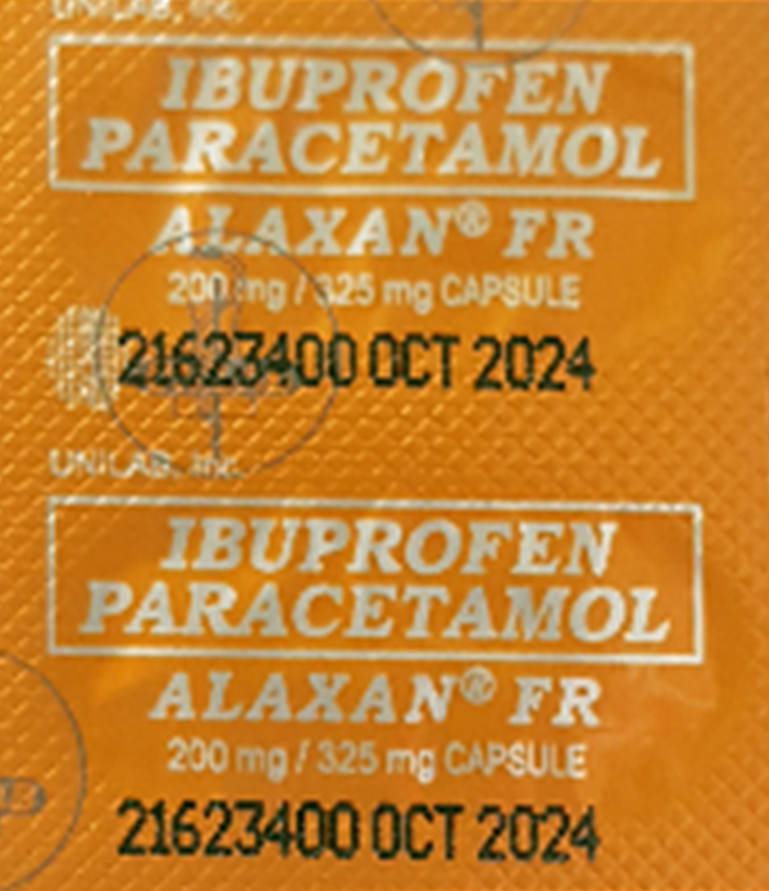 UNILAB, Inc.
IBUPROFEN
PARACETAMOL
ALAXAN® FR
200 mg / 325 mg CAPSULE
21623400 OCT 2024
UNILAB, Inc.
IBUPROFEN
PARACETAMOL
ALAXAN® FR
200 mg / 325 mg CAPSULE
21623400 OCT 2024